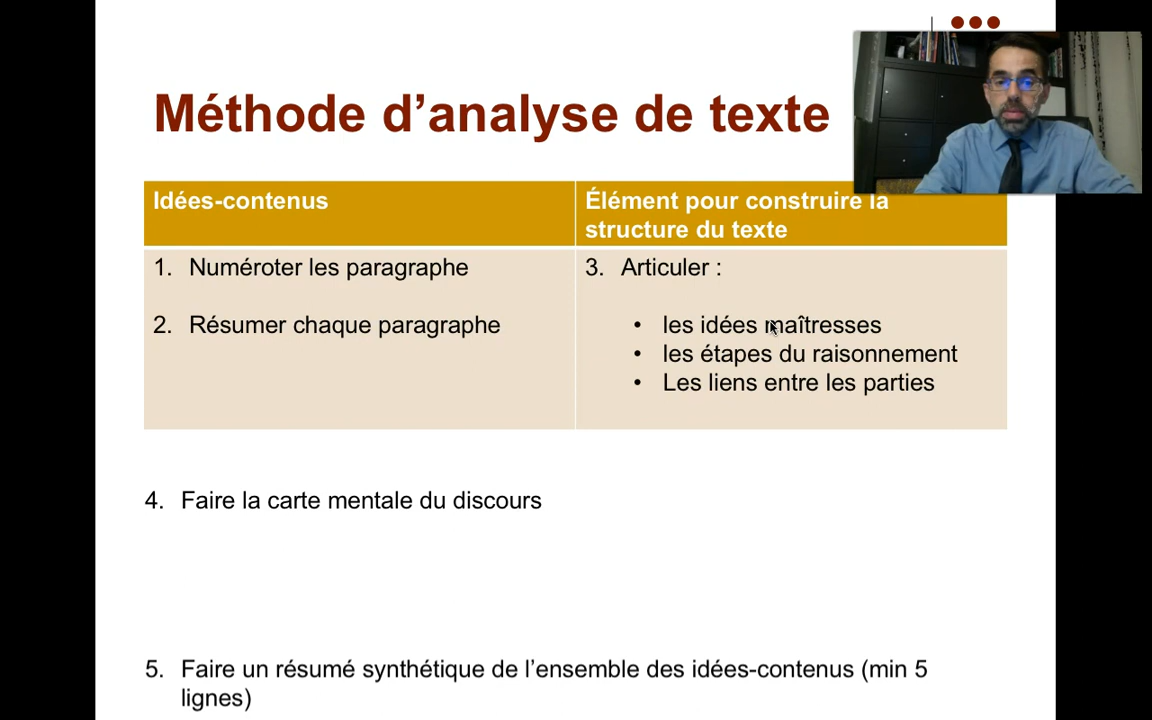 Méthode d’analyse de texte
Idées-contenus
Élément pour construire la
structure du texte
1. Numéroter les paragraphe
2. Résumer chaque paragraphe
3. Articuler :
• les idées maîtresses
• les étapes du raisonnement
• Les liens entre les parties
4. Faire la carte mentale du discours
5. Faire un résumé synthétique de l’ensemble des idées-contenus (min 5
lignes)